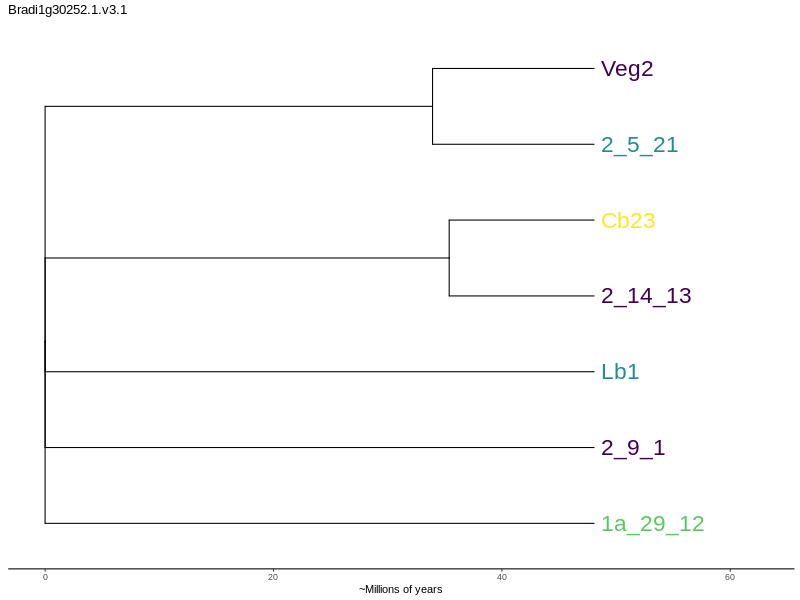 Bradi1g30252.1.v3.1
Veg2
2_5_21
Cb23
2_14_13
Lb1
2_9_1
1a_29_12
0 20 40 60
~Millions of years